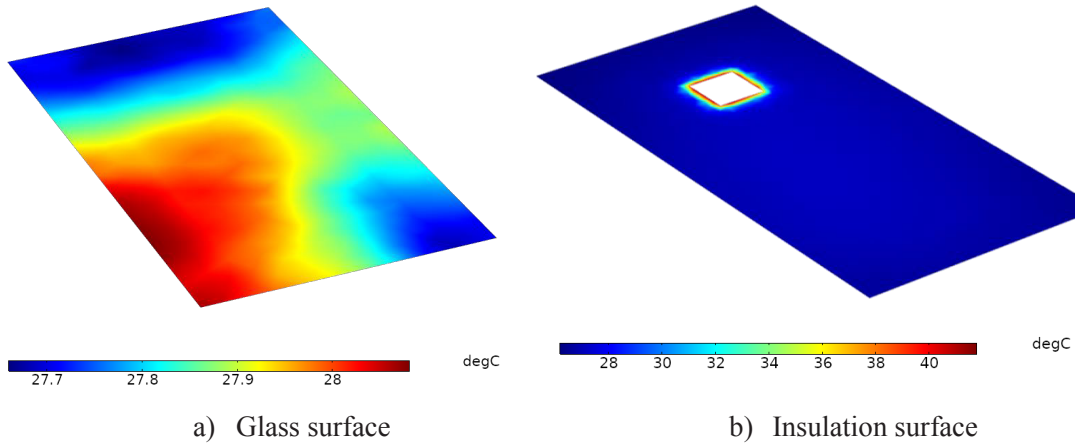 degC
27.7 27.8 27.9 28
degC
28 30 32 34 36 38 40
a) Glass surface
b) Insulation surface